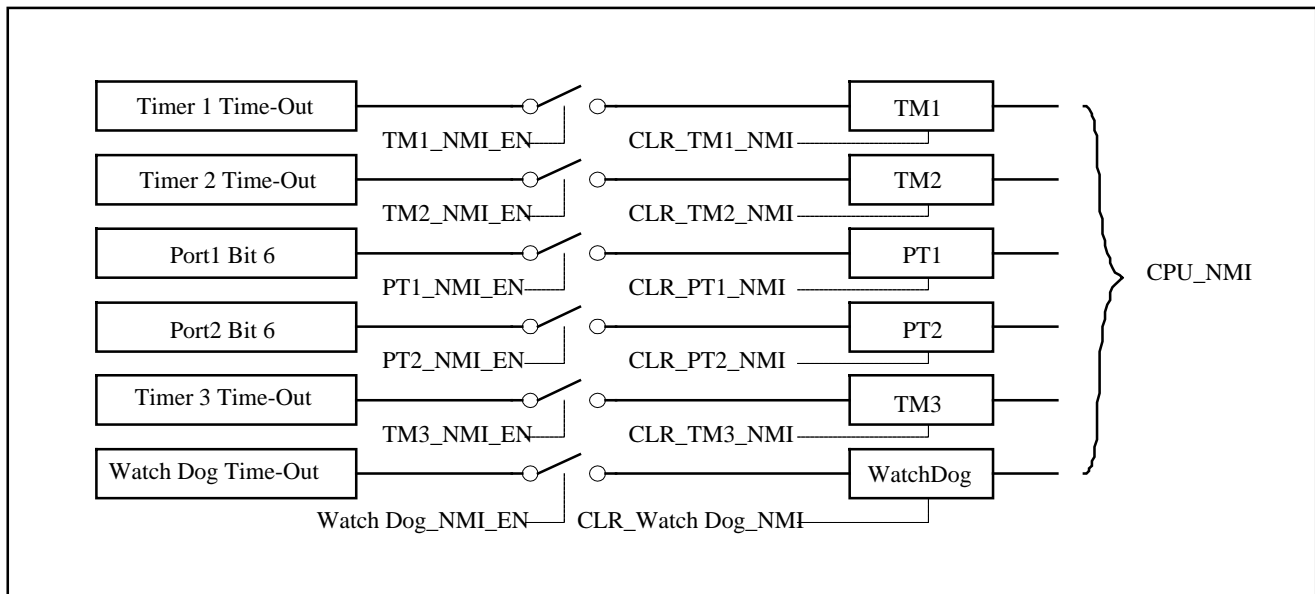 Timer 1 Time-Out
TM1
TM1_NMI_EN
CLR_TM1_NMI
Timer 2 Time-Out
TM2
TM2_NMI_EN
CLR_TM2_NMI
Port1 Bit 6
PT1
CPU_NMI
PT1_NMI_EN
CLR_PT1_NMI
Port2 Bit 6
PT2
PT2_NMI_EN
CLR_PT2_NMI
Timer 3 Time-Out
TM3
TM3_NMI_EN
CLR_TM3_NMI
Watch Dog Time-Out
WatchDog
Watch Dog_NMI_EN
CLR_Watch Dog_NMI